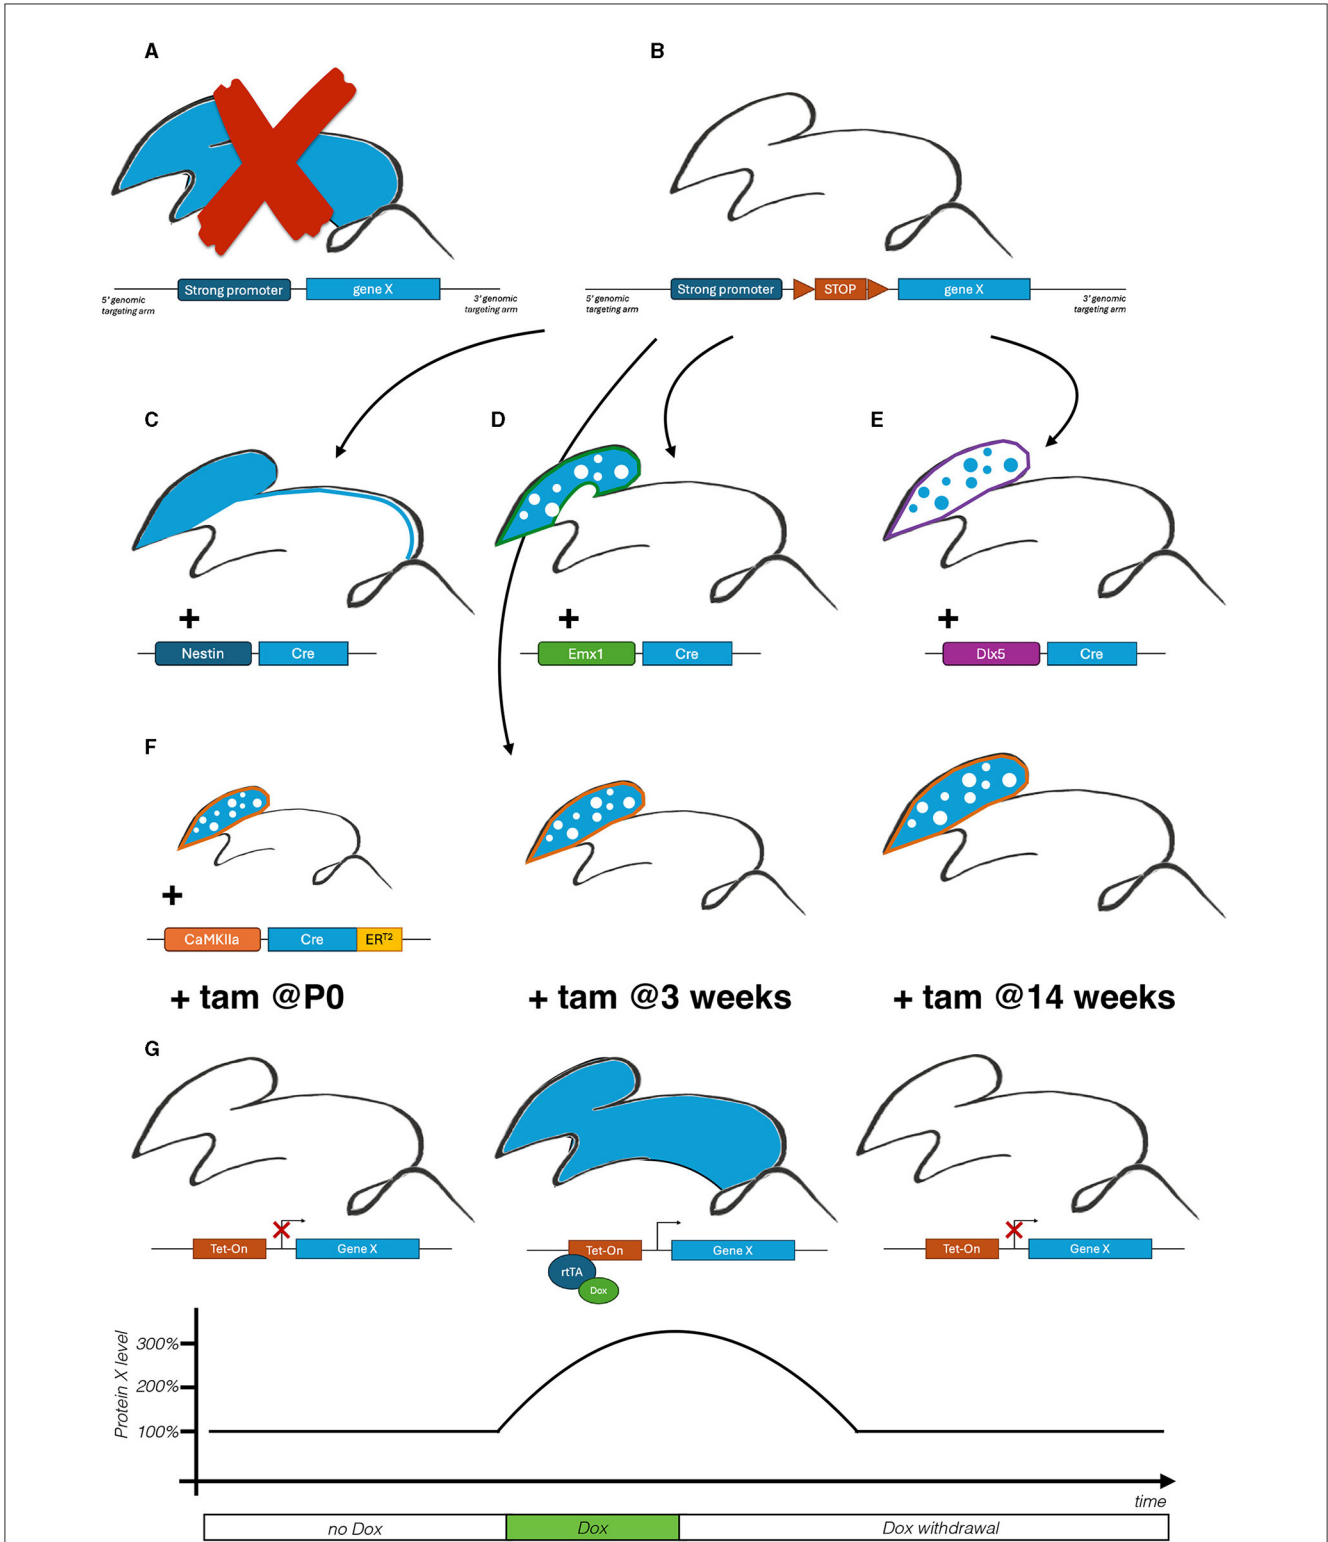 A
B
Strong promoter
gene X
5' genomic
targeting arm
3' genomic
targeting arm
Strong promoter
STOP
gene X
5' genomic
targeting arm
3' genomic
targeting arm
C
D
E
+
Nestin
Cre
+
Emx1
Cre
+
Dlx5
Cre
F
+
CaMKIIa
Cre
ERT2
+ tam @P0
+ tam @3 weeks
+ tam @14 weeks
G
Tet-On
Gene X
Tet-On
Gene X
rtTA
Dox
Tet-On
Gene X
Protein X level
300%
200%
100%
time
no Dox
Dox
Dox withdrawal